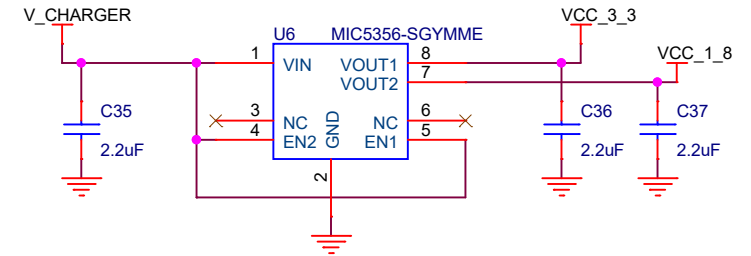 V_CHARGER
VCC_3_3
U6
MIC5356-SGYMME
VCC_1_8
1
VIN
VOUT1
8
VOUT2
7
C35
2.2uF
3
NC
NC
6
4
EN2
GND
EN1
5
2
C36
2.2uF
C37
2.2uF